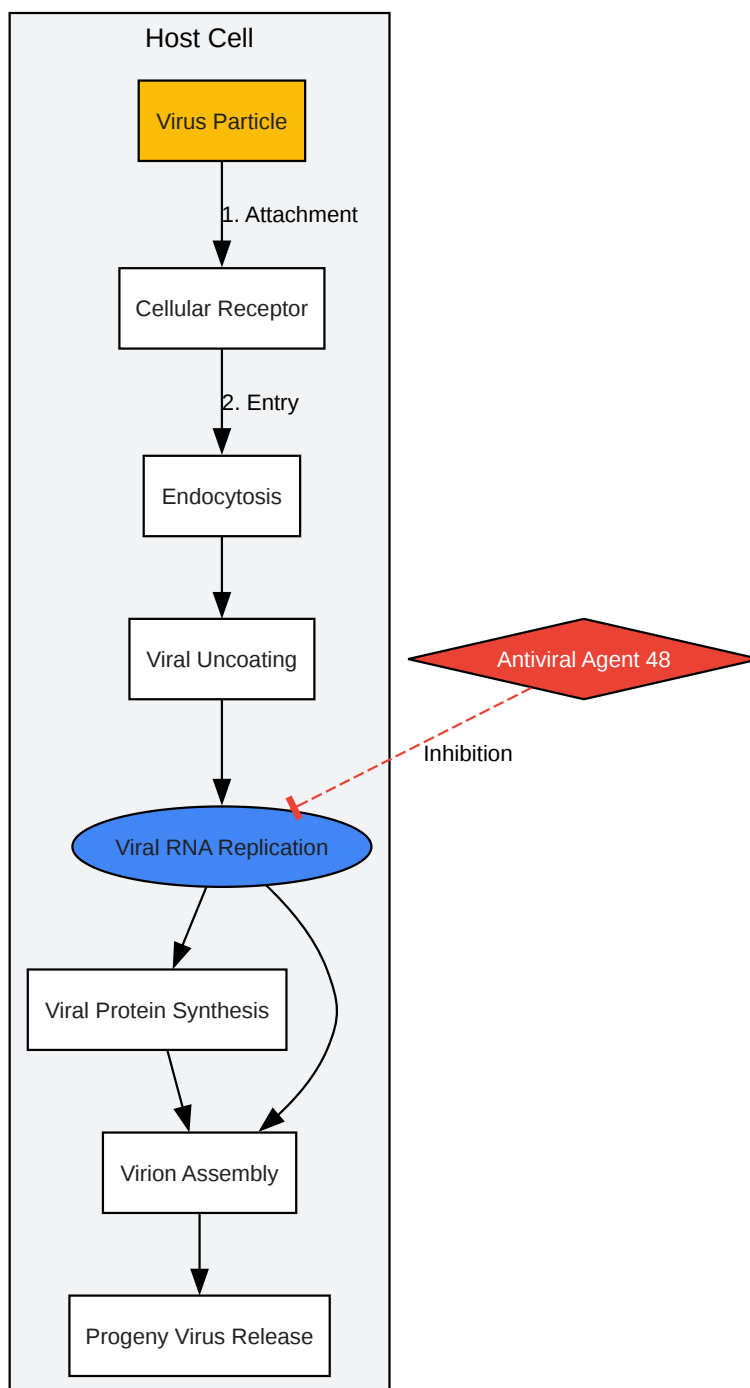 Host Cell
Virus Particle
1. Attachment
Cellular Receptor
2. Entry
Endocytosis
Viral Uncoating
Antiviral Agent 48
Inhibition
Viral RNA Replication
Viral Protein Synthesis
Virion Assembly
Progeny Virus Release